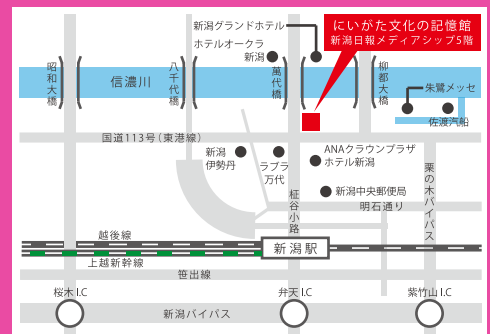 にいがた文化の記憶館
新潟日報メディアシップ5階
新潟グランドホテル
ホテルオークラ
新潟
昭和大橋
信濃川
八千代橋
萬代橋
柳都大橋
朱鷺メッセ
佐渡汽船
国道113号(東港線)
新潟
伊勢丹
ラブラ
万代
ANAクラウンプラザ
ホテル新潟
新潟中央郵便局
明石通り
栗の木バイパス
柾谷小路
越後線
新潟駅
上越新幹線
笹出線
桜木I.C
弁天I.C
紫竹山I.C
新潟バイパス